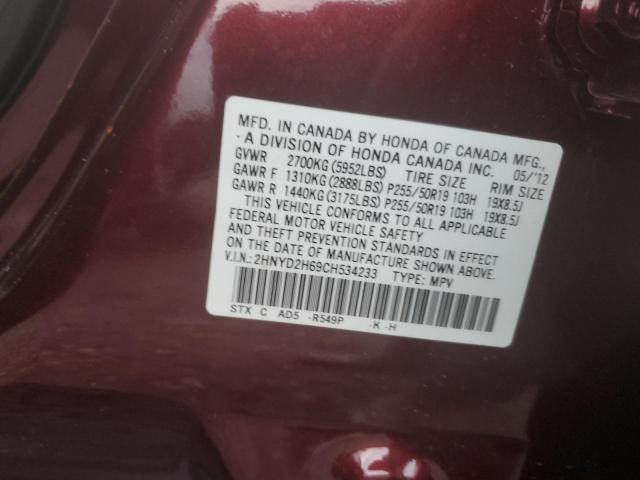 MFD. IN CANADA BY HONDA OF CANADA MFG.,
· A DIVISION OF HONDA CANADA INC. 05/'12
GVWR 2700KG(5952LBS) TIRE SIZE RIM SIZE
GAWR F 1310KG(2888LBS) P255/50R19 103H 19X8.5J
GAWR R 1440KG(3175LBS) P255/50R19 103H 19X8.5J
THIS VEHICLE CONFORMS TO ALL APPLICABLE
FEDERAL MOTOR VEHICLE SAFETY
AND THEFT PREVENTION STANDARDS IN EFFECT
ON THE DATE OF MANUFACTURE SHOWN ABOVE.
V.I.N.: 2HNYD2H69CH534233 TYPE: MPV
STX C AD5 -R549P -K -H